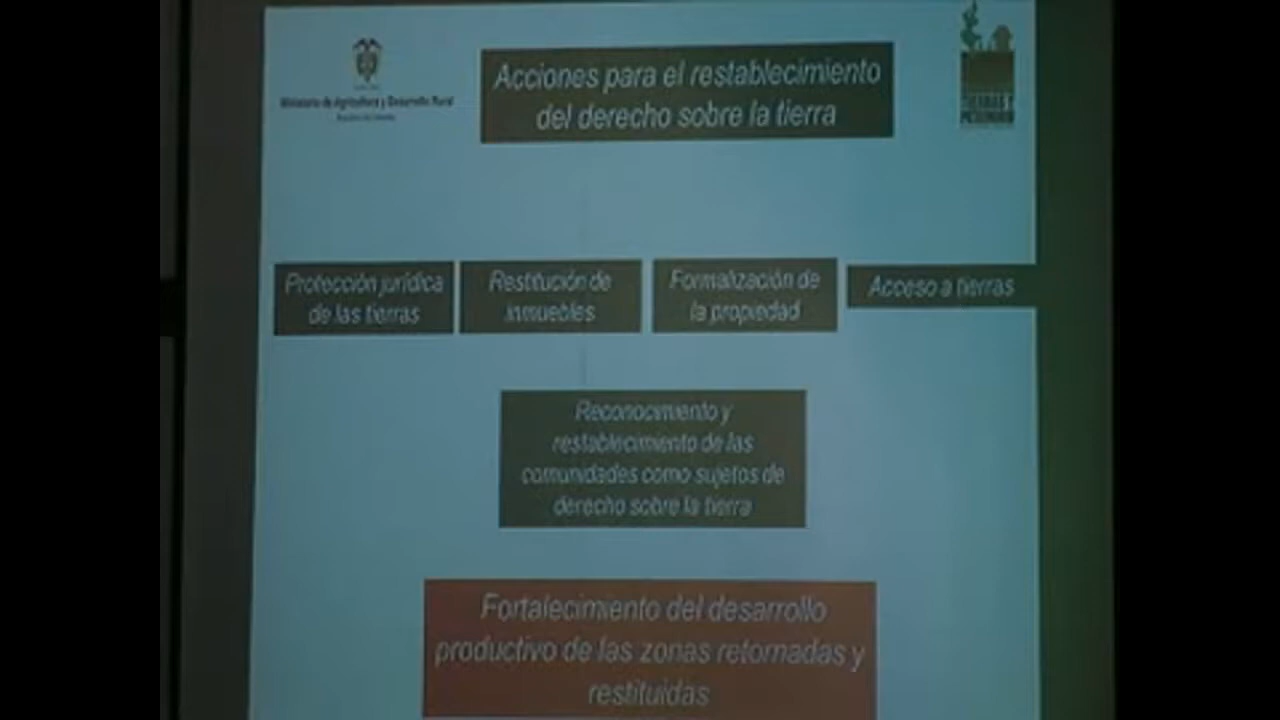 Ministerio de Agricultura y Desarrollo Rural
Acciones para el restablecimiento
del derecho sobre la tierra
TIERRAS Y
PATRIMONIO
Protección jurídica
de las tierras
Restitución de
inmuebles
Formalización de
la propiedad
Acceso a tierras
Reconocimiento y
restablecimiento de las
comunidades como sujetos de
derecho sobre la tierra
Fortalecimiento del desarrollo
productivo de las zonas retornadas y
restituidas